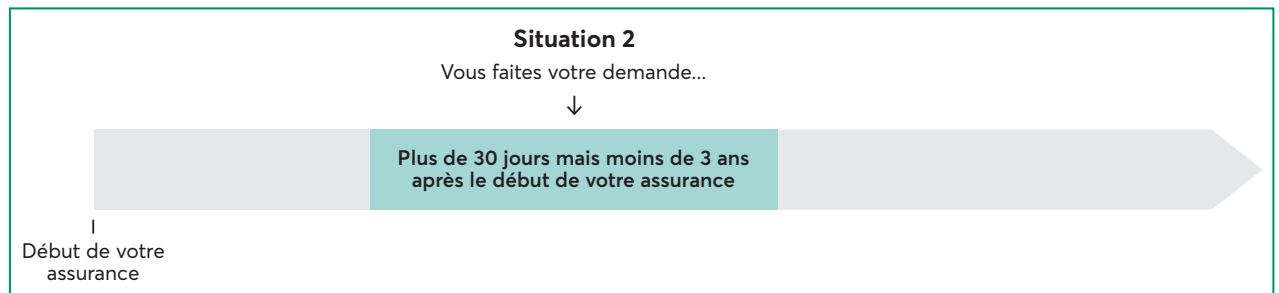 Situation 2
Vous faites votre demande...
Plus de 30 jours mais moins de 3 ans
après le début de votre assurance
Début de votre
assurance